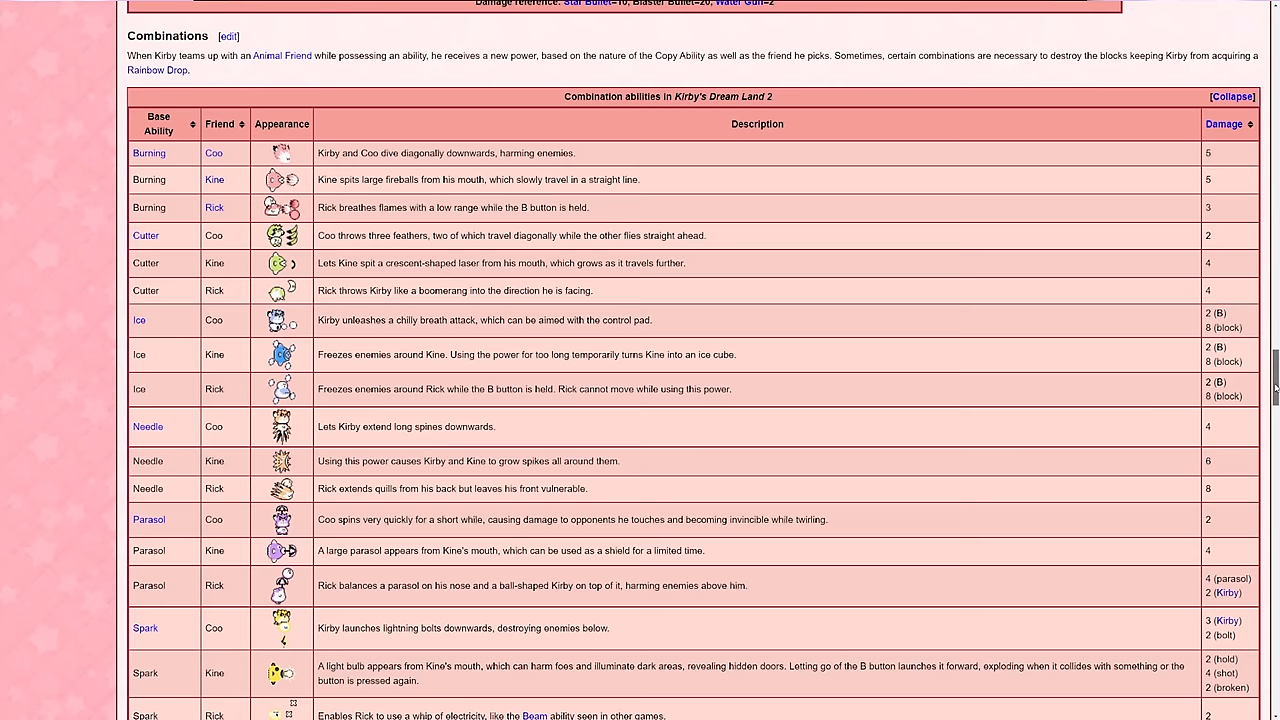 Damage reference: Star Bullet=10, Blaster Bullet=20, Water Gun=2
Combinations [edit]
When Kirby teams up with an Animal Friend while possessing an ability, he receives a new power, based on the nature of the Copy Ability as well as the friend he picks. Sometimes, certain combinations are necessary to destroy the blocks keeping Kirby from acquiring a
Rainbow Drop.
Combination abilities in Kirby's Dream Land 2 [Collapse]
Base Ability Friend Appearance Description Damage
Burning Coo Kirby and Coo dive diagonally downwards, harming enemies. 5
Burning Kine Kine spits large fireballs from his mouth, which slowly travel in a straight line. 5
Burning Rick Rick breathes flames with a low range while the B button is held. 3
Cutter Coo Coo throws three feathers, two of which travel diagonally while the other flies straight ahead. 2
Cutter Kine Lets Kine spit a crescent-shaped laser from his mouth, which grows as it travels further. 4
Cutter Rick Rick throws Kirby like a boomerang into the direction he is facing. 4
Ice Coo Kirby unleashes a chilly breath attack, which can be aimed with the control pad. 2 (B)
8 (block)
Ice Kine Freezes enemies around Kine. Using the power for too long temporarily turns Kine into an ice cube. 2 (B)
8 (block)
Ice Rick Freezes enemies around Rick while the B button is held. Rick cannot move while using this power. 2 (B)
8 (block)
Needle Coo Lets Kirby extend long spines downwards. 4
Needle Kine Using this power causes Kirby and Kine to grow spikes all around them. 6
Needle Rick Rick extends quills from his back but leaves his front vulnerable. 8
Parasol Coo Coo spins very quickly for a short while, causing damage to opponents he touches and becoming invincible while twirling. 2
Parasol Kine A large parasol appears from Kine's mouth, which can be used as a shield for a limited time. 4
Parasol Rick Rick balances a parasol on his nose and a ball-shaped Kirby on top of it, harming enemies above him. 4 (parasol)
2 (Kirby)
Spark Coo Kirby launches lightning bolts downwards, destroying enemies below. 3 (Kirby)
2 (bolt)
Spark Kine A light bulb appears from Kine's mouth, which can harm foes and illuminate dark areas, revealing hidden doors. Letting go of the B button launches it forward, exploding when it collides with something or the
button is pressed again. 2 (hold)
4 (shot)
2 (broken)
Spark Rick Enables Rick to use a whip of electricity, like the Beam ability seen in other games. 2